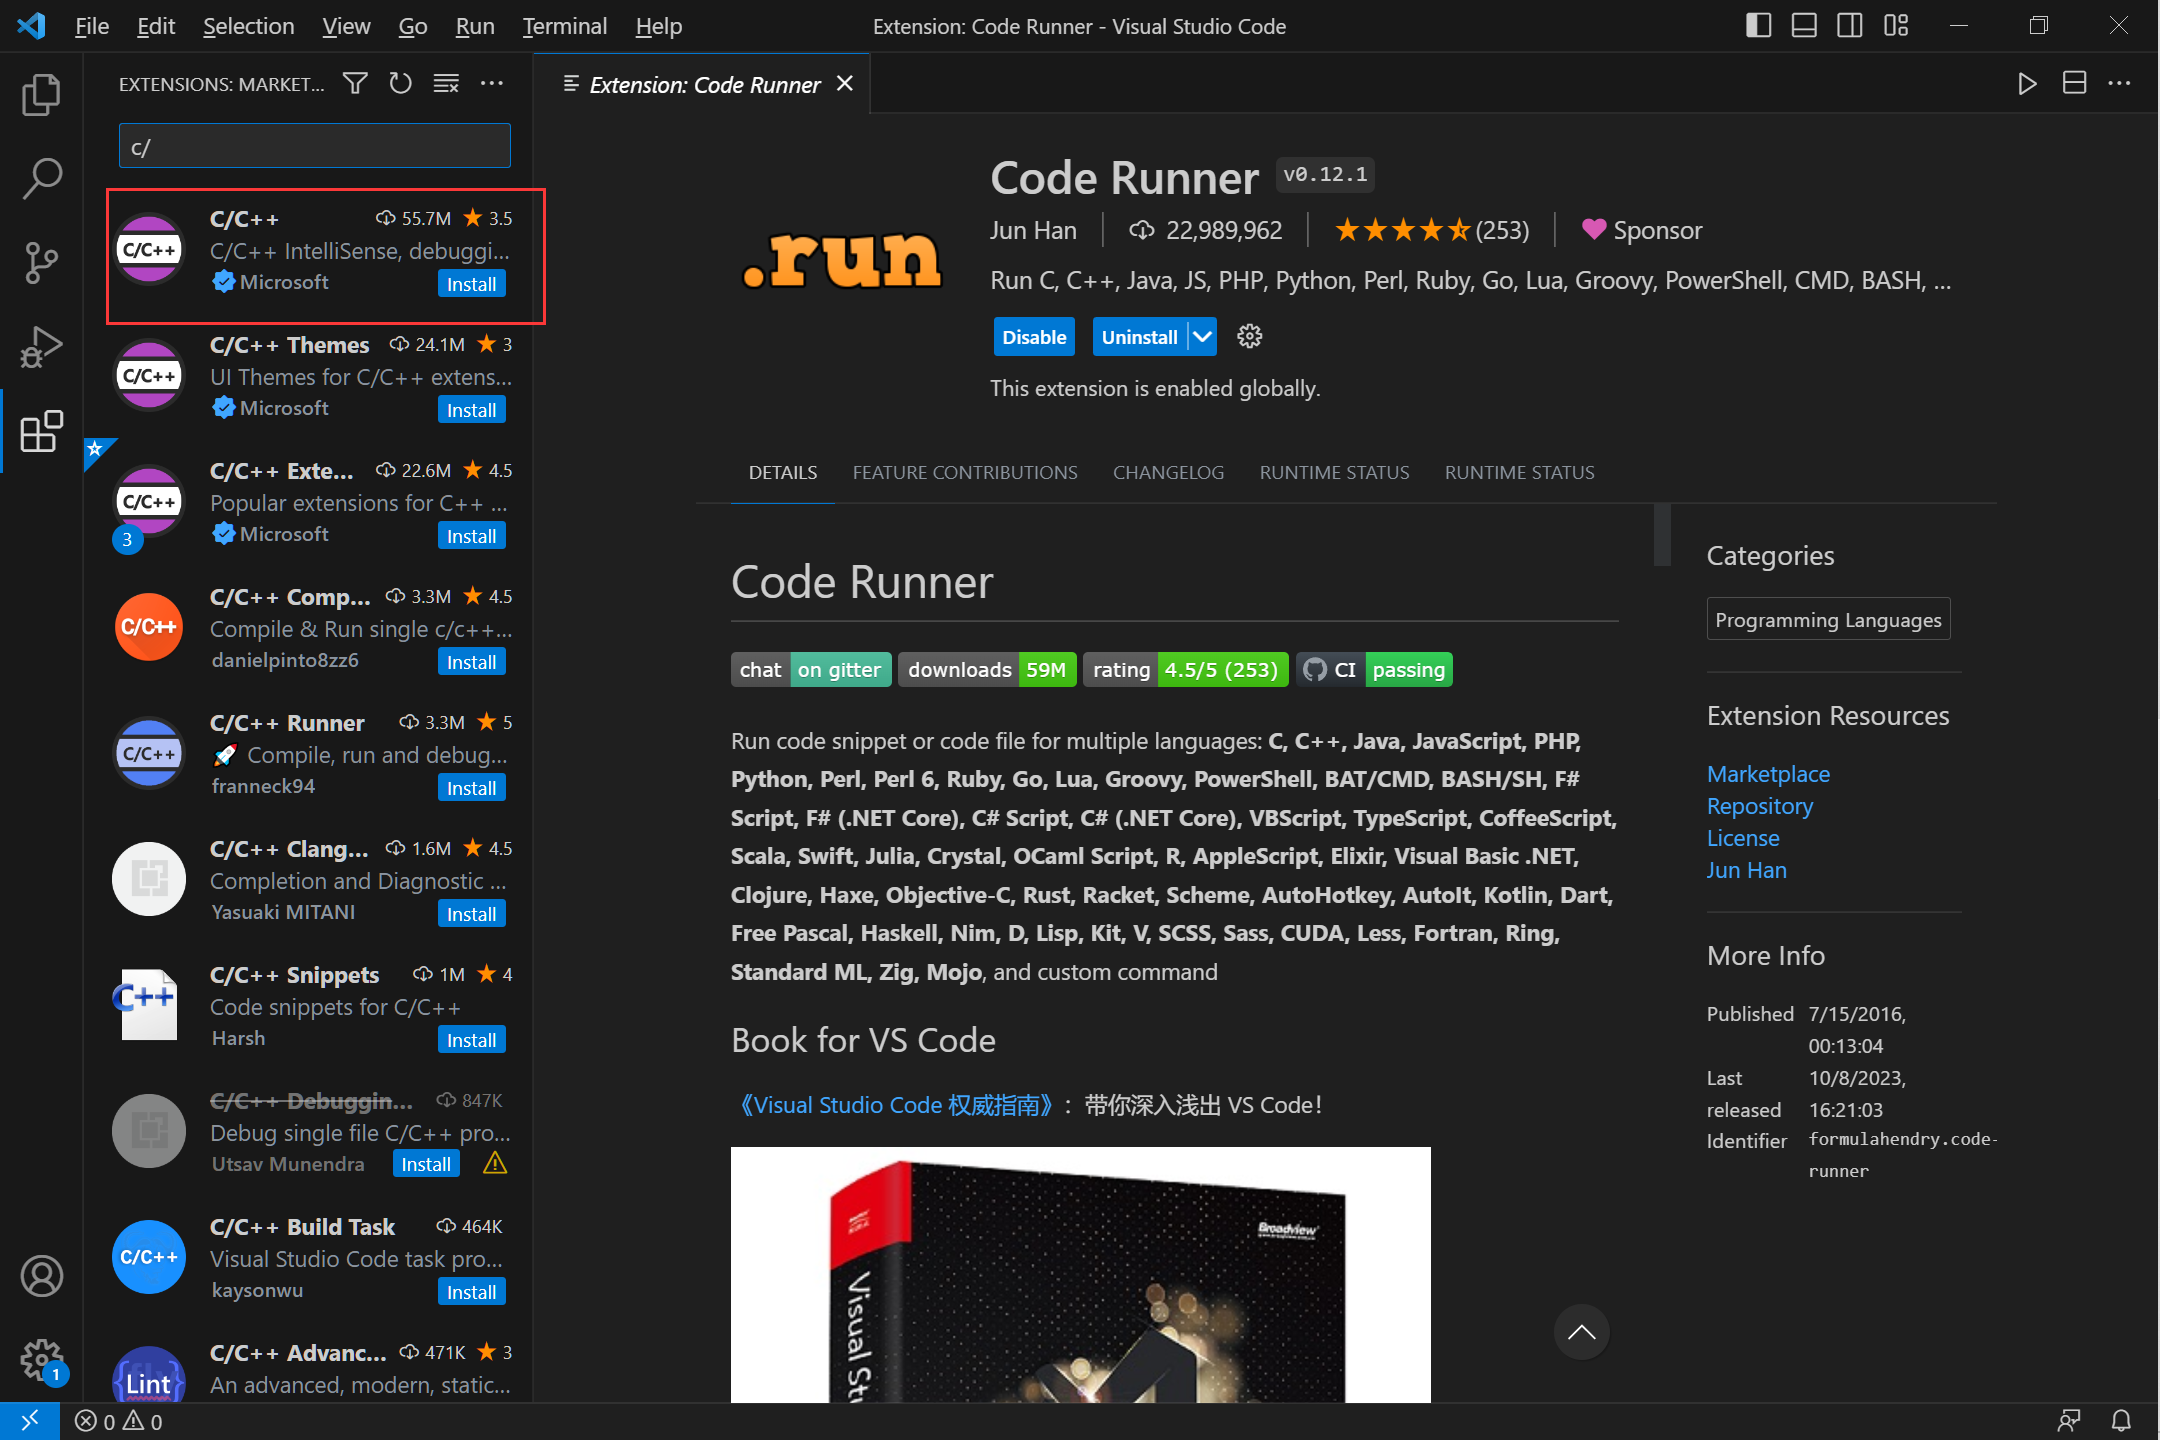 File Edit Selection View Go Run Terminal Help
Extension: Code Runner - Visual Studio Code
EXTENSIONS: MARKET...
c/
C/C++
C/C++ 55.7M 3.5
C/C++ IntelliSense, debuggi...
Microsoft Install
C/C++
C/C++ Themes 24.1M 3
UI Themes for C/C++ extens...
Microsoft Install
C/C++
C/C++ Exte... 22.6M 4.5
Popular extensions for C++ ...
3 Microsoft Install
C/C++
C/C++ Comp... 3.3M 4.5
Compile & Run single c/c++...
danielpinto8zz6 Install
C/C++
C/C++ Runner 3.3M 5
🚀 Compile, run and debug...
franneck94 Install
C/C++ Clang... 1.6M 4.5
Completion and Diagnostic ...
Yasuaki MITANI Install
C++
C/C++ Snippets 1M 4
Code snippets for C/C++
Harsh Install
C/C++ Debuggin... 847K
Debug single file C/C++ pro...
Utsav Munendra Install
C/C++
C/C++ Build Task 464K
Visual Studio Code task pro...
kaysonwu Install
Lint
C/C++ Advanc... 471K 3
An advanced, modern, static...
1
0 0
Extension: Code Runner
.run
Code Runner v0.12.1
Jun Han 22,989,962 (253) Sponsor
Run C, C++, Java, JS, PHP, Python, Perl, Ruby, Go, Lua, Groovy, PowerShell, CMD, BASH, ...
Disable Uninstall
This extension is enabled globally.
DETAILS FEATURE CONTRIBUTIONS CHANGELOG RUNTIME STATUS RUNTIME STATUS
Code Runner
chat on gitter downloads 59M rating 4.5/5 (253) CI passing
Run code snippet or code file for multiple languages: C, C++, Java, JavaScript, PHP,
Python, Perl, Perl 6, Ruby, Go, Lua, Groovy, PowerShell, BAT/CMD, BASH/SH, F#
Script, F# (.NET Core), C# Script, C# (.NET Core), VBScript, TypeScript, CoffeeScript,
Scala, Swift, Julia, Crystal, OCaml Script, R, AppleScript, Elixir, Visual Basic .NET,
Clojure, Haxe, Objective-C, Rust, Racket, Scheme, AutoHotkey, AutoIt, Kotlin, Dart,
Free Pascal, Haskell, Nim, D, Lisp, Kit, V, SCSS, Sass, CUDA, Less, Fortran, Ring,
Standard ML, Zig, Mojo, and custom command
Book for VS Code
《Visual Studio Code 权威指南》：带你深入浅出 VS Code！
Broadview
Visual Stu
Categories
Programming Languages
Extension Resources
Marketplace
Repository
License
Jun Han
More Info
Published 7/15/2016,
00:13:04
Last 10/8/2023,
released 16:21:03
Identifier formulahendry.code-
runner